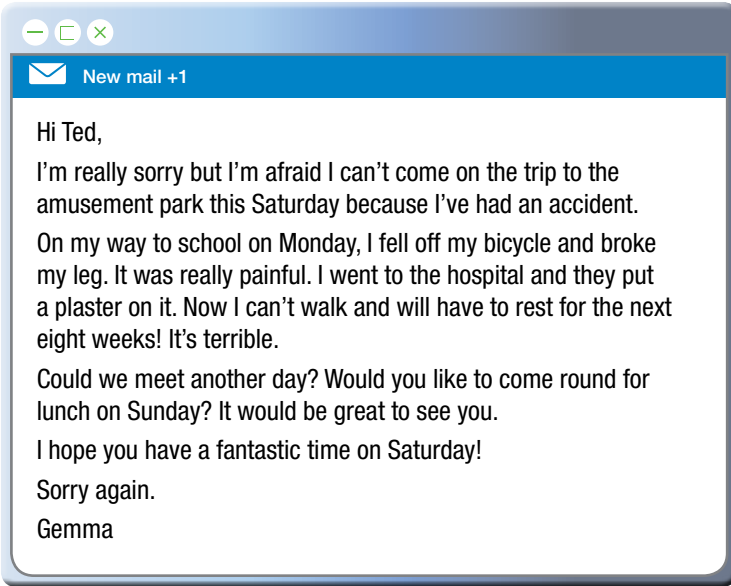 New mail +1
Hi Ted,
I’m really sorry but I’m afraid I can’t come on the trip to the
amusement park this Saturday because I’ve had an accident.
On my way to school on Monday, I fell off my bicycle and broke
my leg. It was really painful. I went to the hospital and they put
a plaster on it. Now I can’t walk and will have to rest for the next
eight weeks! It’s terrible.
Could we meet another day? Would you like to come round for
lunch on Sunday? It would be great to see you.
I hope you have a fantastic time on Saturday!
Sorry again.
Gemma